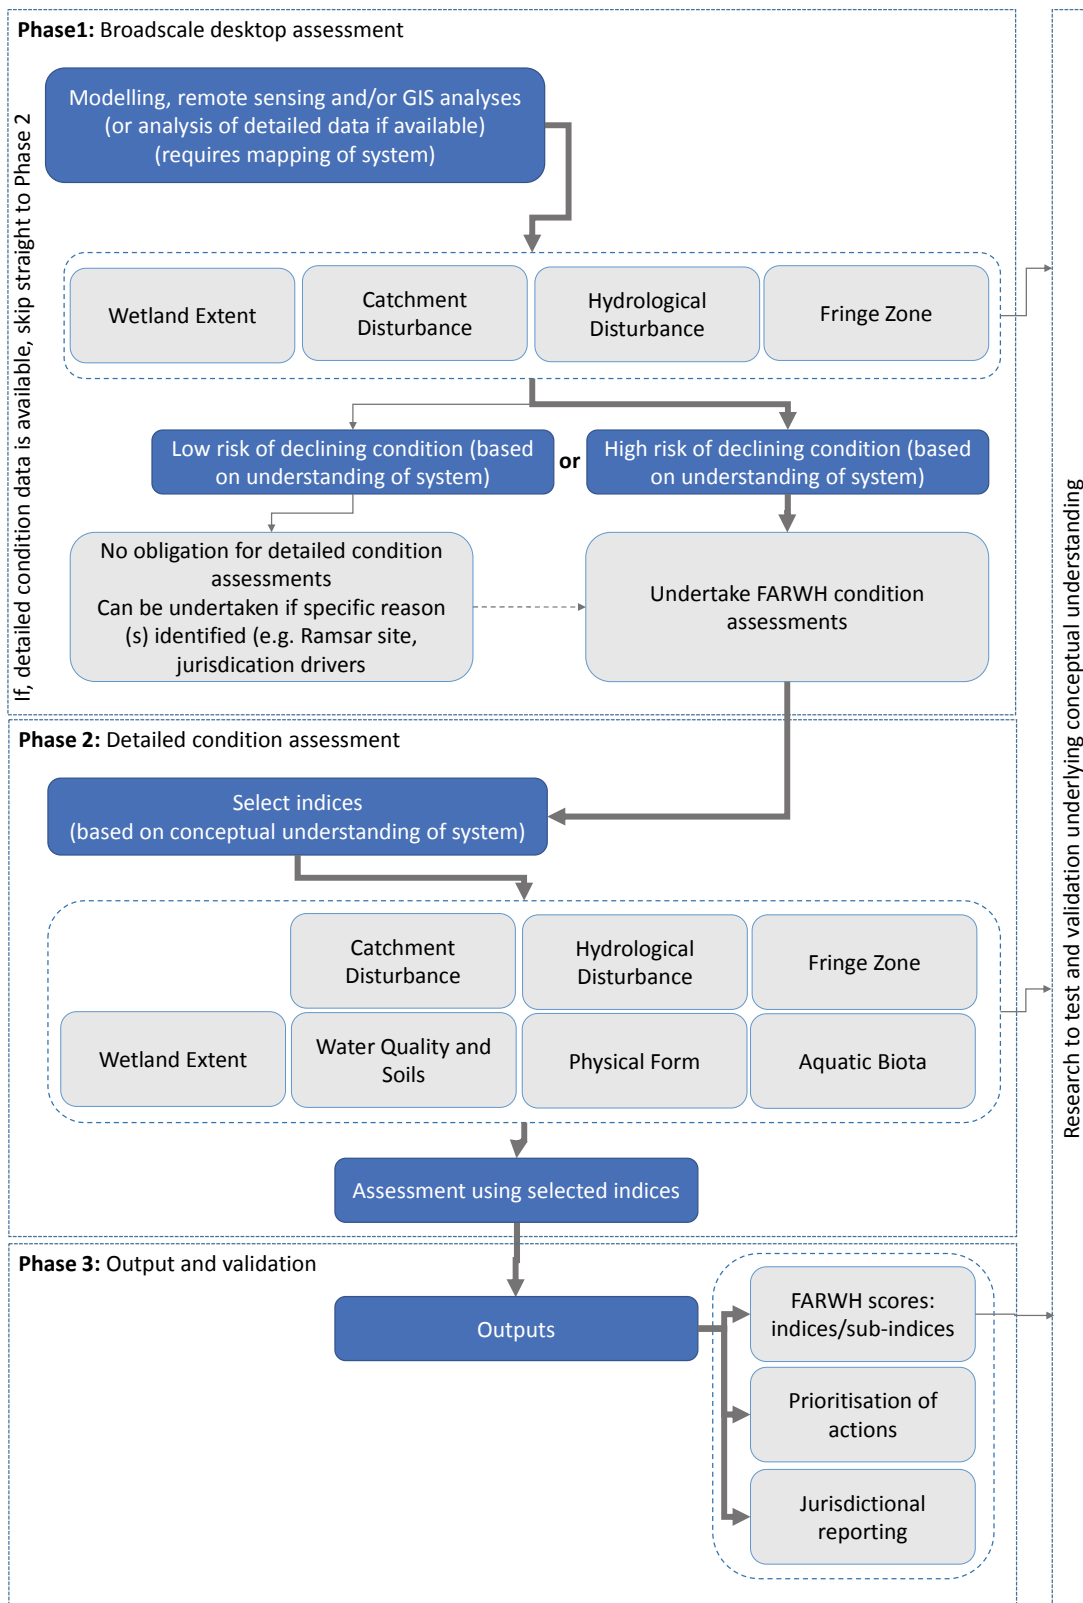 Phase1: Broadscale desktop assessment
If, detailed condition data is available, skip straight to Phase 2
Modelling, remote sensing and/or GIS analyses
(or analysis of detailed data if available)
(requires mapping of system)
Wetland Extent
Catchment
Disturbance
Hydrological
Disturbance
Fringe Zone
Low risk of declining condition (based
on understanding of system)
or
High risk of declining condition (based
on understanding of system)
No obligation for detailed condition
assessments
Can be undertaken if specific reason
(s) identified (e.g. Ramsar site,
jurisdication drivers
Undertake FARWH condition
assessments
Phase 2: Detailed condition assessment
Select indices
(based on conceptual understanding of system)
Catchment
Disturbance
Hydrological
Disturbance
Fringe Zone
Wetland Extent
Water Quality and
Soils
Physical Form
Aquatic Biota
Assessment using selected indices
Phase 3: Output and validation
Outputs
FARWH scores:
indices/sub-indices
Prioritisation of
actions
Jurisdictional
reporting
Research to test and validation underlying conceptual understanding